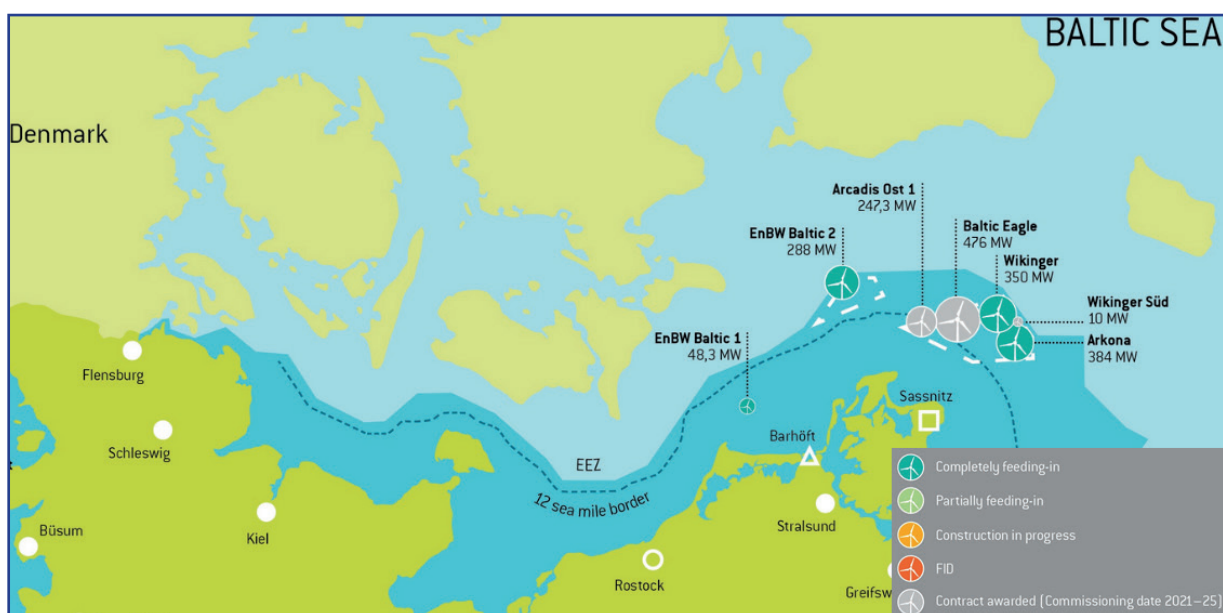 BALTIC SEA
Denmark
Arcadis Ost 1
247,3 MW
Baltic Eagle
476 MW
EnBW Baltic 2
288 MW
Wikinger
350 MW
Wikinger Süd
10 MW
EnBW Baltic 1
48,3 MW
Arkona
384 MW
Flensburg
Sassnitz
Schleswig
Barhöft
EEZ
12 sea mile border
Stralsund
Büsum
Kiel
Rostock
Greifsw
Completely feeding-in
Partially feeding-in
Construction in progress
FID
Contract awarded (Commissioning date 2021–25)